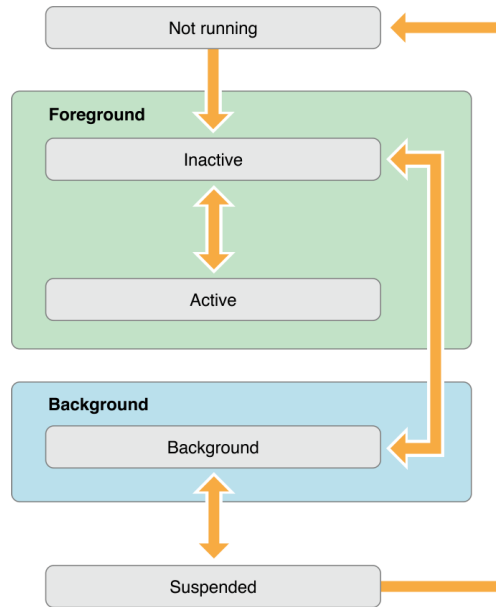 Not running
Foreground
Inactive
Active
Background
Background
Suspended